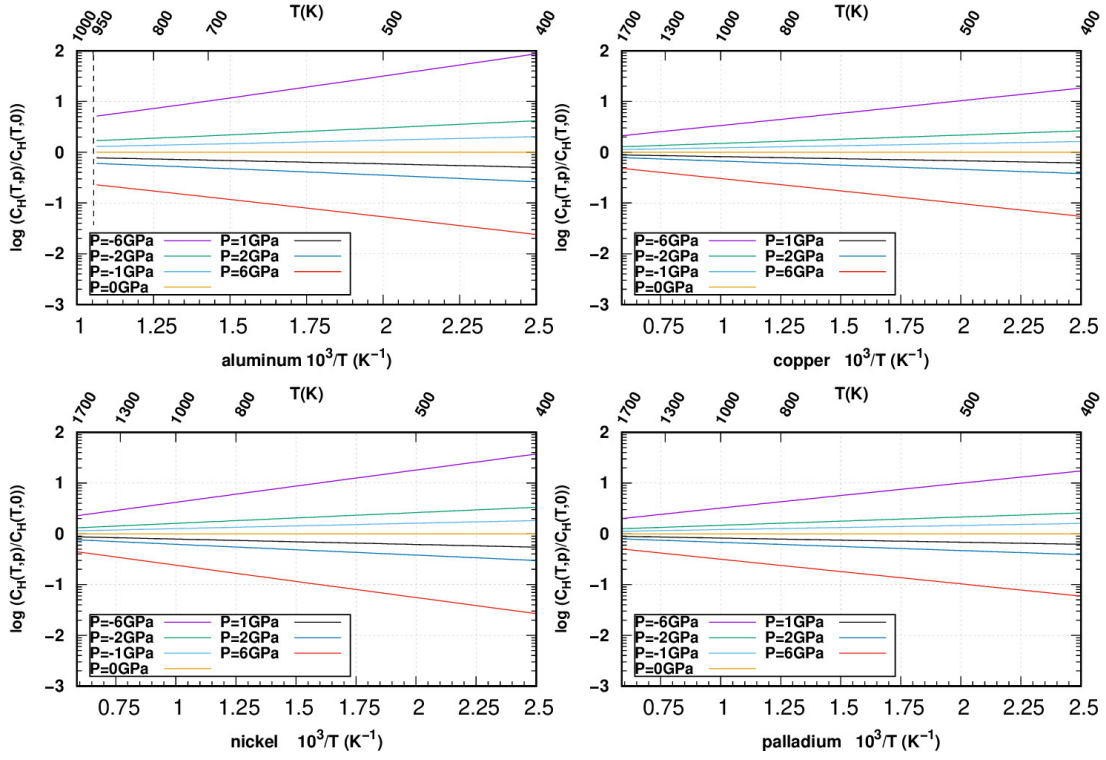 T(K)
1000 950 800 700 500 400
log (C_H(T,p)/C_H(T,0))
2
1
0
−1
−2
−3
P=-6GPa P=1GPa
P=-2GPa P=2GPa
P=-1GPa P=6GPa
P=0GPa
1 1.25 1.5 1.75 2 2.25 2.5
aluminum 10^3/T (K^−1)
T(K)
1700 1300 1000 800 500 400
log (C_H(T,p)/C_H(T,0))
2
1
0
−1
−2
−3
P=-6GPa P=1GPa
P=-2GPa P=2GPa
P=-1GPa P=6GPa
P=0GPa
0.75 1 1.25 1.5 1.75 2 2.25 2.5
copper 10^3/T (K^−1)
T(K)
1700 1300 1000 800 500 400
log (C_H(T,p)/C_H(T,0))
2
1
0
−1
−2
−3
P=-6GPa P=1GPa
P=-2GPa P=2GPa
P=-1GPa P=6GPa
P=0GPa
0.75 1 1.25 1.5 1.75 2 2.25 2.5
nickel 10^3/T (K^−1)
T(K)
1700 1300 1000 800 500 400
log (C_H(T,p)/C_H(T,0))
2
1
0
−1
−2
−3
P=-6GPa P=1GPa
P=-2GPa P=2GPa
P=-1GPa P=6GPa
P=0GPa
0.75 1 1.25 1.5 1.75 2 2.25 2.5
palladium 10^3/T (K^−1)